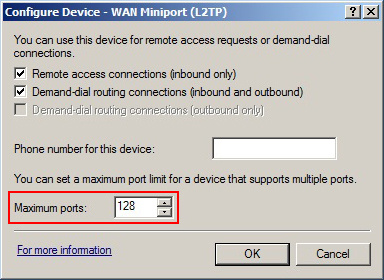 Configure Device - WAN Miniport (L2TP)
You can use this device for remote access requests or demand-dial
connections.
Remote access connections (inbound only)
Demand-dial routing connections (inbound and outbound)
Demand-dial routing connections (outbound only)
Phone number for this device:
You can set a maximum port limit for a device that supports multiple ports.
Maximum ports: 128
For more information
OK Cancel